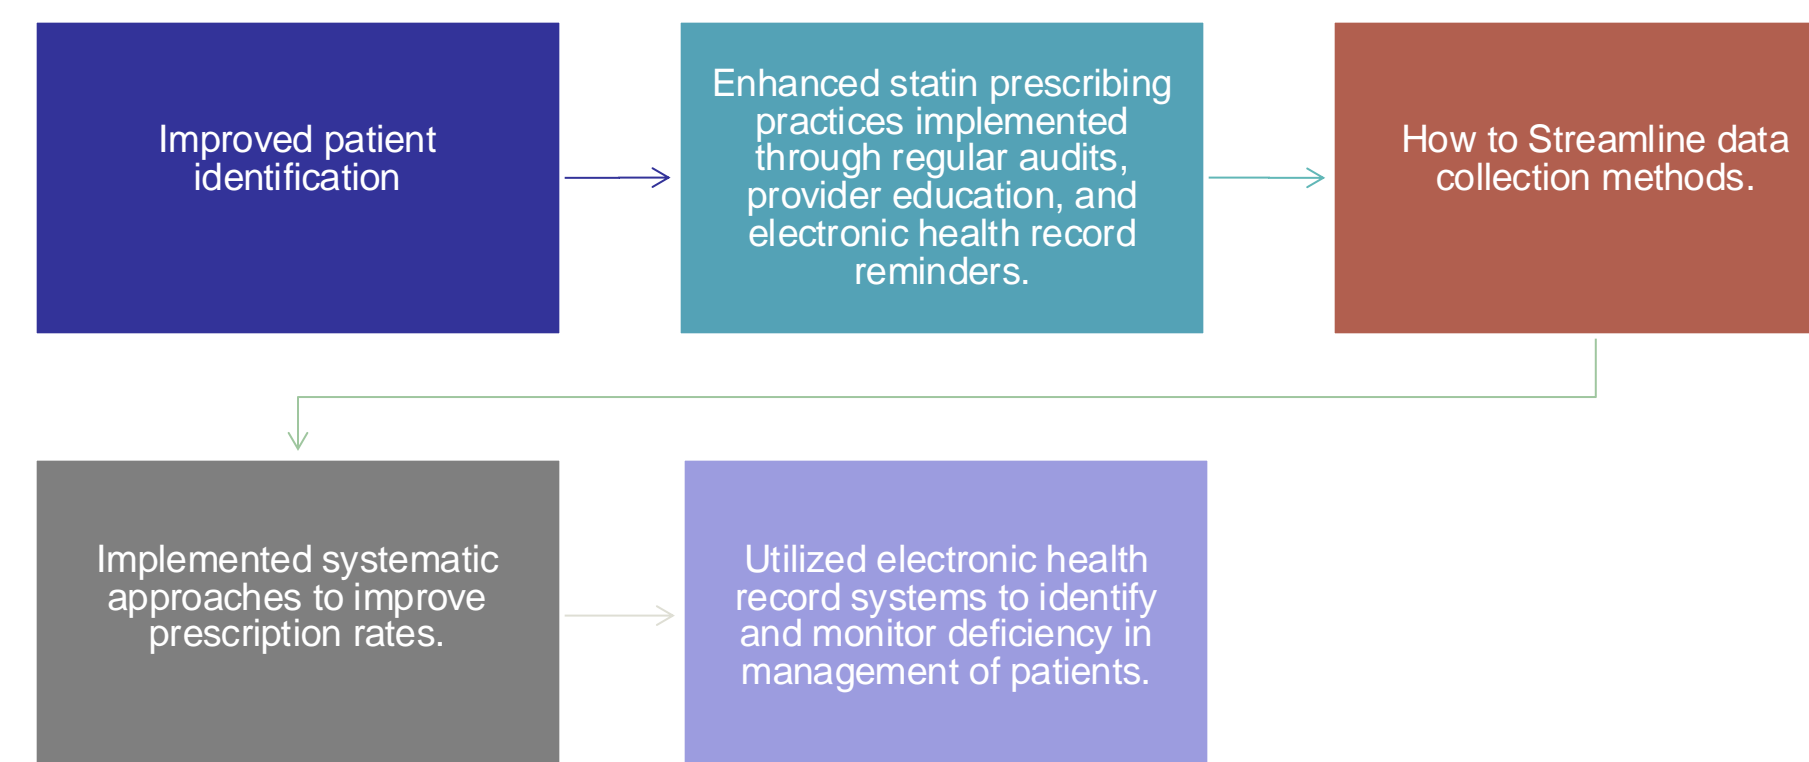 Improved patient
identification
Enhanced statin prescribing
practices implemented
through regular audits,
provider education, and
electronic health record
reminders.
How to Streamline data
collection methods.
Implemented systematic
approaches to improve
prescription rates.
Utilized electronic health
record systems to identify
and monitor deficiency in
management of patients.